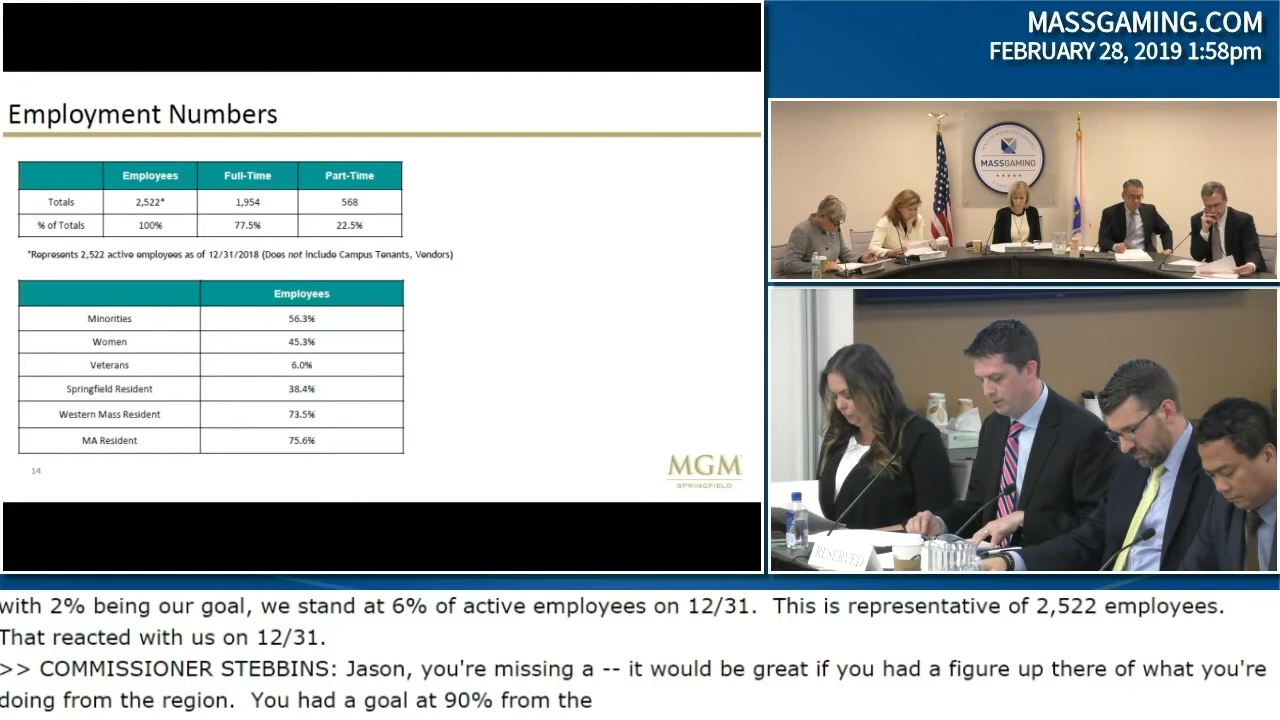 MASSGAMING.COM
FEBRUARY 28, 2019 1:58pm
Employment Numbers
Employees Full-Time Part-Time
Totals 2,522* 1,954 568
% of Totals 100% 77.5% 22.5%
*Represents 2,522 active employees as of 12/31/2018 (Does not include Campus Tenants, Vendors)
Employees
Minorities 56.3%
Women 45.3%
Veterans 6.0%
Springfield Resident 38.4%
Western Mass Resident 73.5%
MA Resident 75.6%
14
MGM
SPRINGFIELD
MASSGAMING
RESERVED
with 2% being our goal, we stand at 6% of active employees on 12/31.  This is representative of 2,522 employees.
That reacted with us on 12/31.
>> COMMISSIONER STEBBINS: Jason, you're missing a -- it would be great if you had a figure up there of what you're
doing from the region.  You had a goal at 90% from the